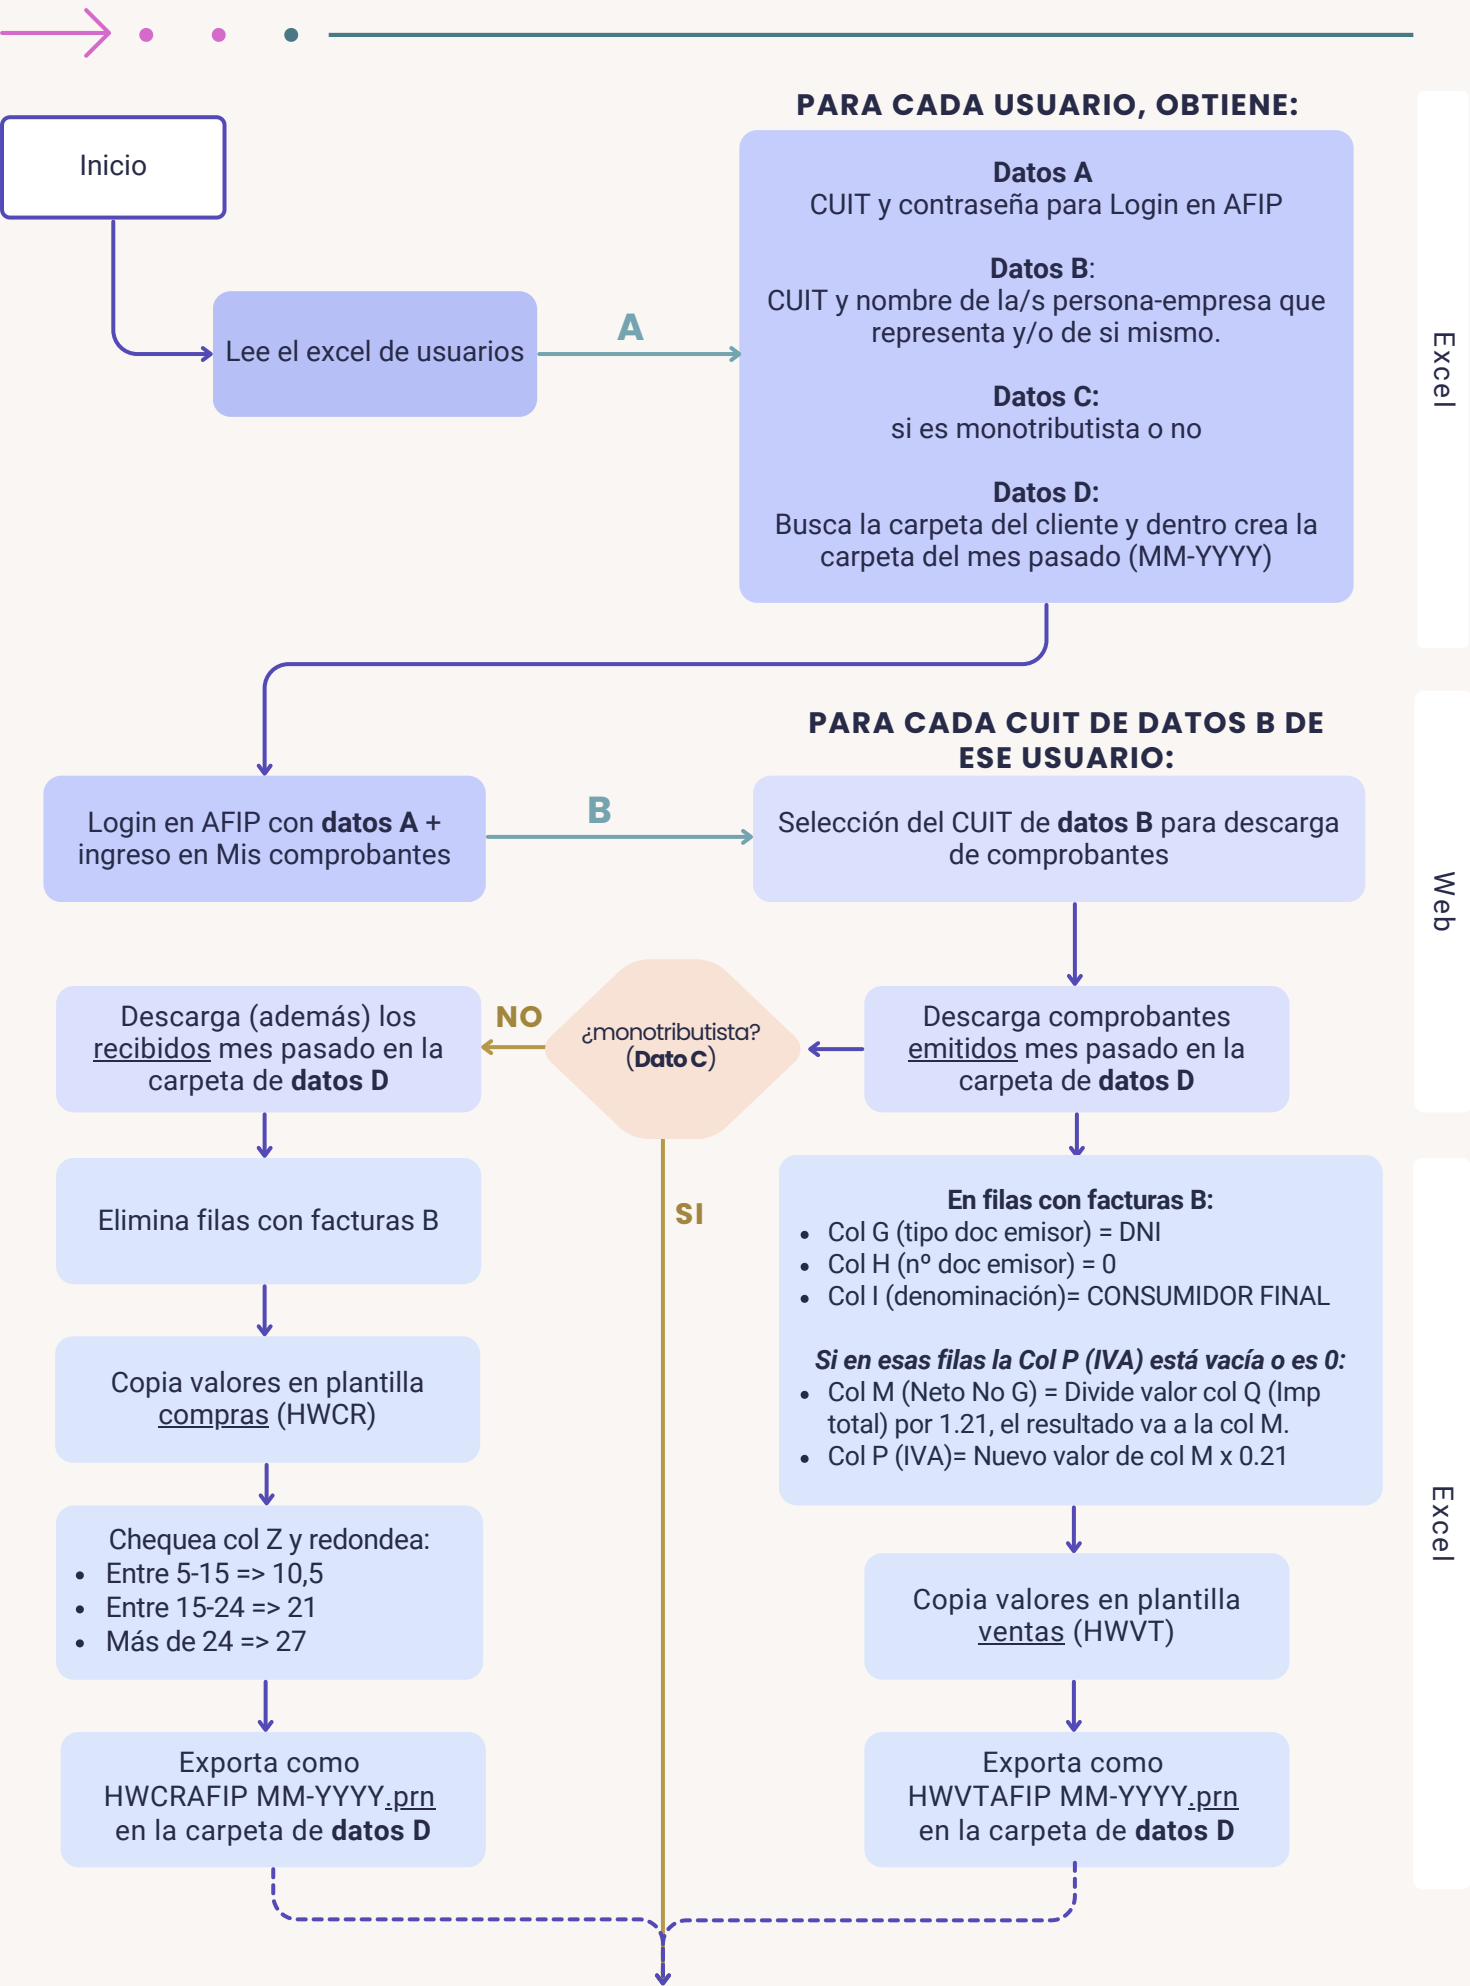 PARA CADA USUARIO, OBTIENE:
Inicio
Datos A
CUIT y contraseña para Login en AFIP
Datos B:
CUIT y nombre de la/s persona-empresa que
representa y/o de si mismo.
Datos C:
si es monotributista o no
Datos D:
Busca la carpeta del cliente y dentro crea la
carpeta del mes pasado (MM-YYYY)
Lee el excel de usuarios
A
Excel
PARA CADA CUIT DE DATOS B DE
ESE USUARIO:
Login en AFIP con datos A +
ingreso en Mis comprobantes
B
Selección del CUIT de datos B para descarga
de comprobantes
Web
Descarga comprobantes
emitidos mes pasado en la
carpeta de datos D
¿monotributista?
(Dato C)
NO
SI
Descarga (además) los
recibidos mes pasado en la
carpeta de datos D
Elimina filas con facturas B
Copia valores en plantilla
compras (HWCR)
Chequea col Z y redondea:
• Entre 5-15 => 10,5
• Entre 15-24 => 21
• Más de 24 => 27
Exporta como
HWCRAFIP MM-YYYY.prn
en la carpeta de datos D
En filas con facturas B:
• Col G (tipo doc emisor) = DNI
• Col H (nº doc emisor) = 0
• Col I (denominación)= CONSUMIDOR FINAL
Si en esas filas la Col P (IVA) está vacía o es 0:
• Col M (Neto No G) = Divide valor col Q (Imp
total) por 1.21, el resultado va a la col M.
• Col P (IVA)= Nuevo valor de col M x 0.21
Copia valores en plantilla
ventas (HWVT)
Exporta como
HWVTAFIP MM-YYYY.prn
en la carpeta de datos D
Excel